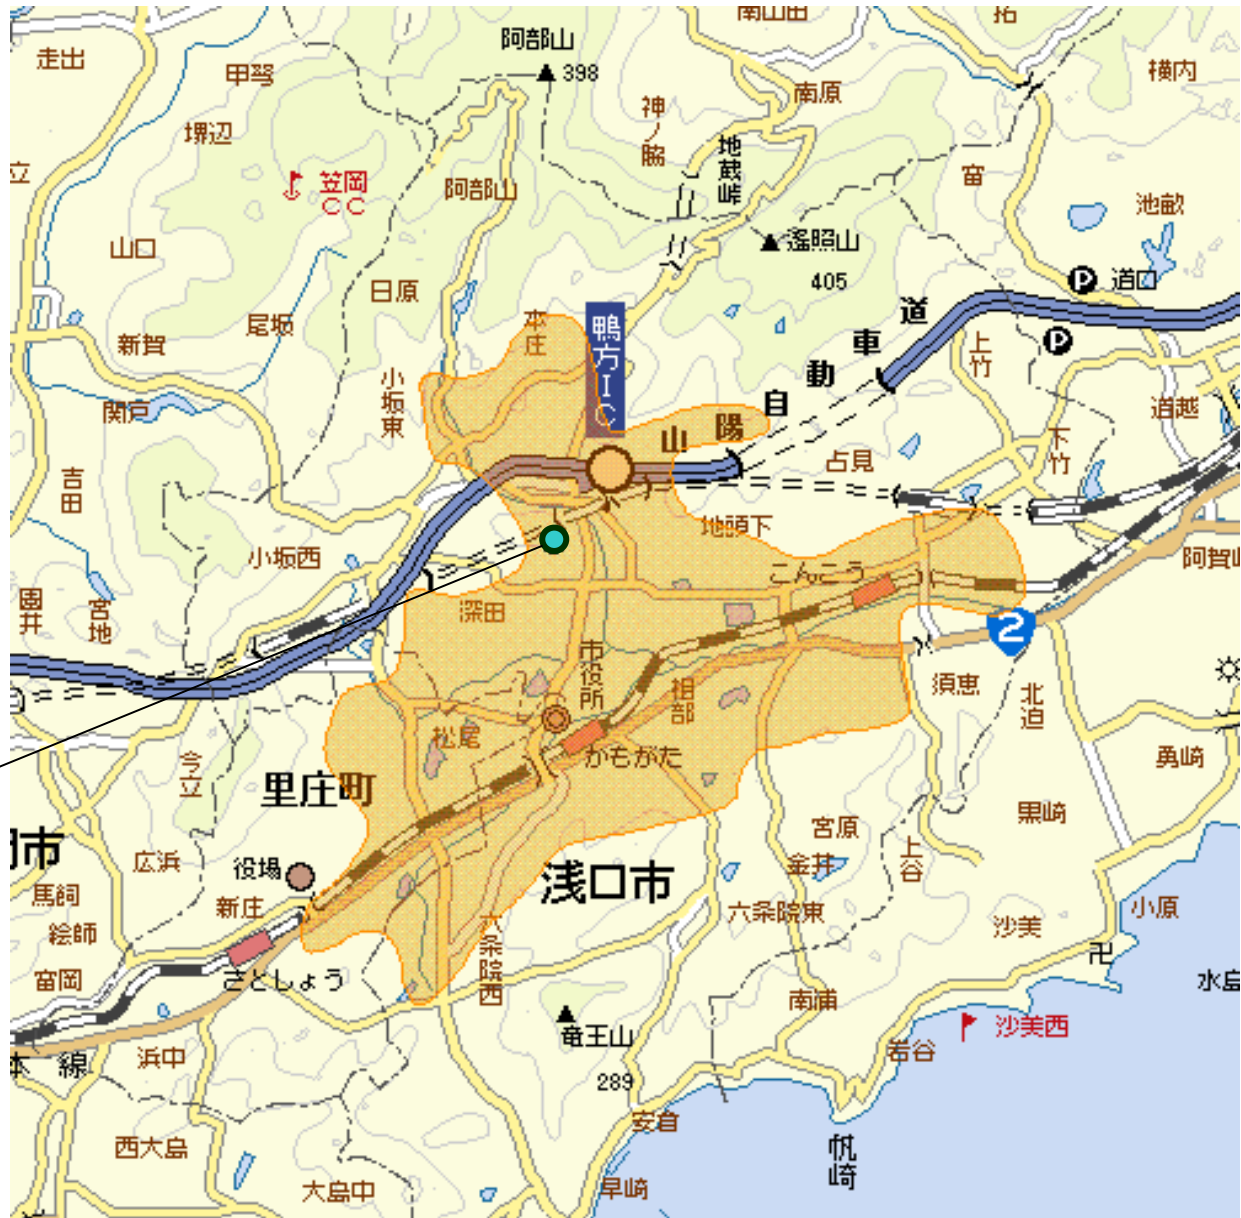 南山田
拓
走出
阿部山
398
甲弩
横内
神ノ脇
南原
堺辺
地蔵峠
立
笠岡
CC
阿部山
富
池畝
山口
遙照山
405
道口
日原
尾坂
新賀
本庄
鴨方IC
山陽自動車道
上竹
小坂東
関戸
道越
下竹
吉田
占見
地頭下
小坂西
阿賀崎
こんこう
園井
宮地
深田
2
市役所
須恵
北迫
松尾
地部
かもがた
今立
里庄町
勇崎
黒崎
宮原
上谷
金井
岡市
広浜
役場
浅口市
馬飼
新庄
六条院東
小原
絵師
六条院西
沙美
富岡
さとしょう
南浦
水島
竜王山
289
沙美西
本線
浜中
岩谷
安倉
帆崎
西大島
大島中
早崎